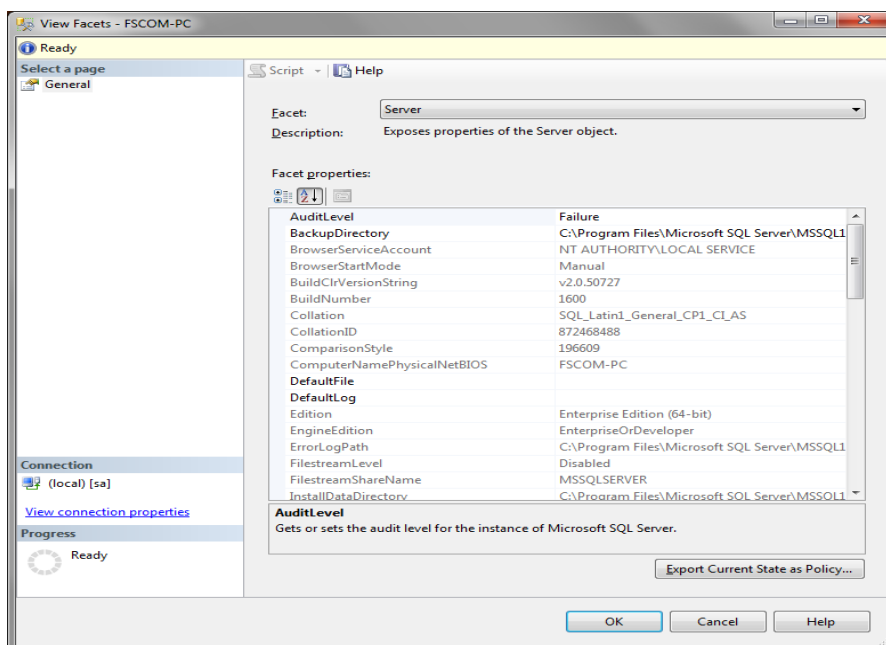 View Facets - FSCOM-PC
Ready
Select a page
General
Script
Help
Facet: Server
Description: Exposes properties of the Server object.
Facet properties:
AuditLevel Failure
BackupDirectory C:\Program Files\Microsoft SQL Server\MSSQL1
BrowserServiceAccount NT AUTHORITY\LOCAL SERVICE
BrowserStartMode Manual
BuildClrVersionString v2.0.50727
BuildNumber 1600
Collation SQL_Latin1_General_CP1_CI_AS
CollationID 872468488
ComparisonStyle 196609
ComputerNamePhysicalNetBIOS FSCOM-PC
DefaultFile
DefaultLog
Edition Enterprise Edition (64-bit)
EngineEdition EnterpriseOrDeveloper
ErrorLogPath C:\Program Files\Microsoft SQL Server\MSSQL1
FilestreamLevel Disabled
FilestreamShareName MSSQLSERVER
InstallDataDirectory C:\Program Files\Microsoft SQL Server\MSSQL1
AuditLevel
Gets or sets the audit level for the instance of Microsoft SQL Server.
Connection
(local) [sa]
View connection properties
Progress
Ready
Export Current State as Policy...
OK Cancel Help